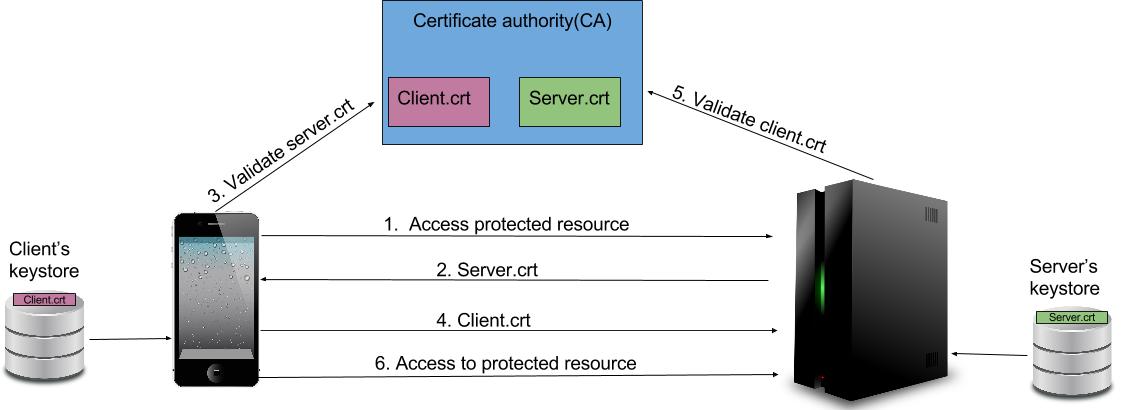 Certificate authority(CA)
Client.crt
Server.crt
3. Validate server.crt
5. Validate client.crt
1.  Access protected resource
2. Server.crt
4. Client.crt
6. Access to protected resource
Client's
keystore
Client.crt
Server's
keystore
Server.crt